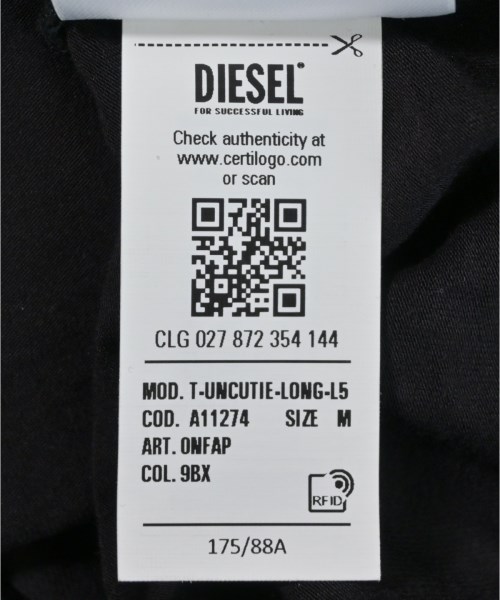 DIESEL®
FOR SUCCESSFUL LIVING
Check authenticity at
www.certilogo.com
or scan
CLG 027 872 354 144
MOD. T-UNCUTIE-LONG-L5
COD. A11274 SIZE M
ART. 0NFAP
COL. 9BX
RFID
175/88A